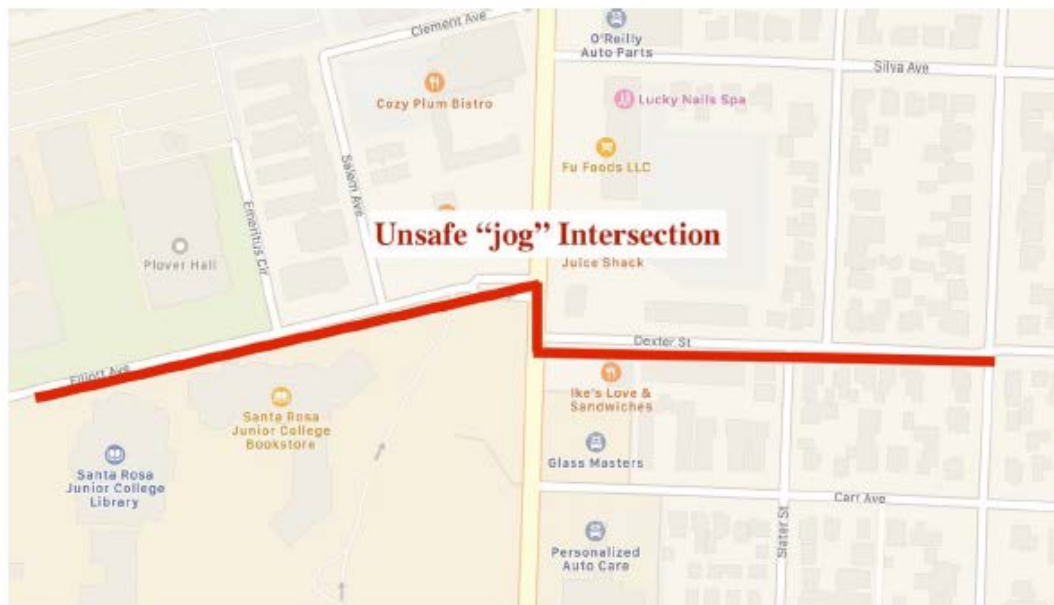 Clement Ave
O'Reilly
Auto Parts
Silva Ave
Cozy Plum Bistro
Lucky Nails Spa
Salem Ave
Fu Foods LLC
Emeritus Cir
Unsafe “jog” Intersection
Plover Hall
Juice Shack
Dexter St
Elliott Ave
Ike's Love &
Sandwiches
Santa Rosa
Junior College
Bookstore
Santa Rosa
Junior College
Library
Glass Masters
Carr Ave
Slater St
Personalized
Auto Care